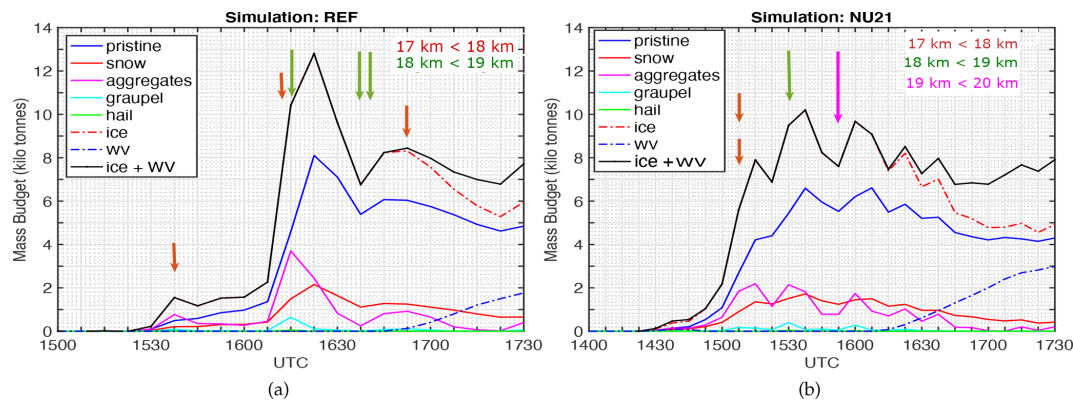 Simulation: REF
14
12
10
8
6
4
2
0
Mass Budget (kilo tonnes)
pristine
snow
aggregates
graupel
hail
ice
wv
ice + WV
17 km < 18 km
18 km < 19 km
1500
1530
1600
1630
1700
1730
UTC
(a)
Simulation: NU21
14
12
10
8
6
4
2
0
Mass Budget (kilo tonnes)
pristine
snow
aggregates
graupel
hail
ice
wv
ice + WV
17 km < 18 km
18 km < 19 km
19 km < 20 km
1400
1430
1500
1530
1600
1630
1700
1730
UTC
(b)